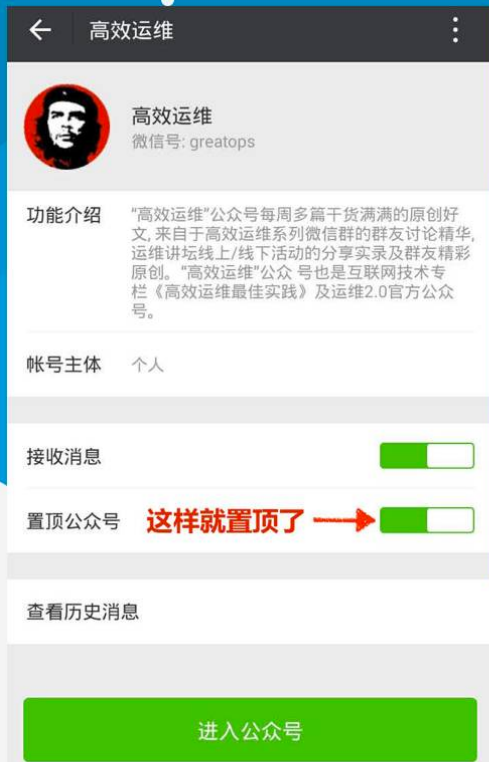 高效运维
高效运维
微信号: greatops
功能介绍
“高效运维”公众号每周多篇干货满满的原创好
文, 来自于高效运维系列微信群的群友讨论精华,
运维讲坛线上/线下活动的分享实录及群友精彩
原创。“高效运维”公众 号也是互联网技术专
栏《高效运维最佳实践》及运维2.0官方公众
号。
帐号主体 个人
接收消息
置顶公众号 这样就置顶了
查看历史消息
进入公众号